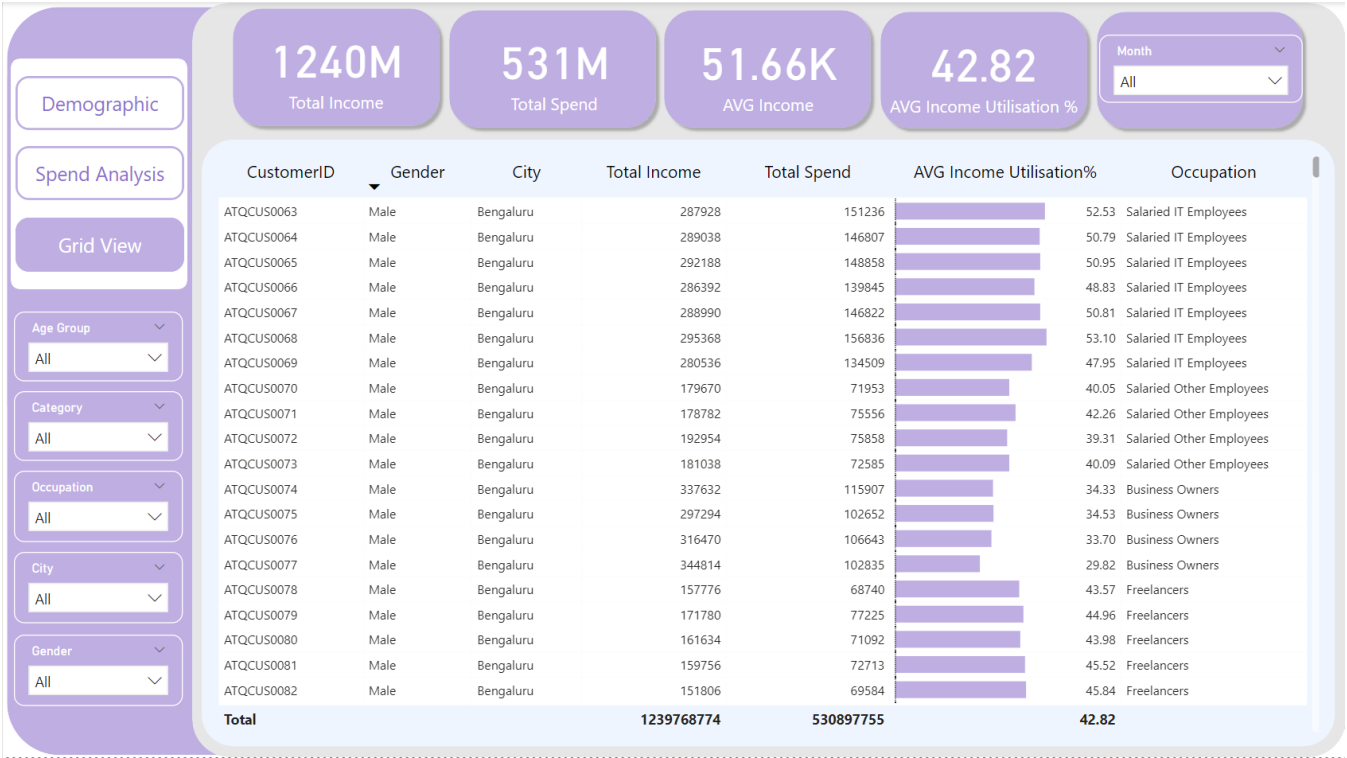 1240M
Total Income
531M
Total Spend
51.66K
AVG Income
42.82
AVG Income Utilisation %
Month
All
Demographic
Spend Analysis
Grid View
Age Group
All
Category
All
Occupation
All
City
All
Gender
All
CustomerID Gender City Total Income Total Spend AVG Income Utilisation% Occupation
ATQCUS0063 Male Bengaluru 287928 151236 52.53 Salaried IT Employees
ATQCUS0064 Male Bengaluru 289038 146807 50.79 Salaried IT Employees
ATQCUS0065 Male Bengaluru 292188 148858 50.95 Salaried IT Employees
ATQCUS0066 Male Bengaluru 286392 139845 48.83 Salaried IT Employees
ATQCUS0067 Male Bengaluru 288990 146822 50.81 Salaried IT Employees
ATQCUS0068 Male Bengaluru 295368 156836 53.10 Salaried IT Employees
ATQCUS0069 Male Bengaluru 280536 134509 47.95 Salaried IT Employees
ATQCUS0070 Male Bengaluru 179670 71953 40.05 Salaried Other Employees
ATQCUS0071 Male Bengaluru 178782 75556 42.26 Salaried Other Employees
ATQCUS0072 Male Bengaluru 192954 75858 39.31 Salaried Other Employees
ATQCUS0073 Male Bengaluru 181038 72585 40.09 Salaried Other Employees
ATQCUS0074 Male Bengaluru 337632 115907 34.33 Business Owners
ATQCUS0075 Male Bengaluru 297294 102652 34.53 Business Owners
ATQCUS0076 Male Bengaluru 316470 106643 33.70 Business Owners
ATQCUS0077 Male Bengaluru 344814 102835 29.82 Business Owners
ATQCUS0078 Male Bengaluru 157776 68740 43.57 Freelancers
ATQCUS0079 Male Bengaluru 171780 77225 44.96 Freelancers
ATQCUS0080 Male Bengaluru 161634 71092 43.98 Freelancers
ATQCUS0081 Male Bengaluru 159756 72713 45.52 Freelancers
ATQCUS0082 Male Bengaluru 151806 69584 45.84 Freelancers
Total 1239768774 530897755 42.82